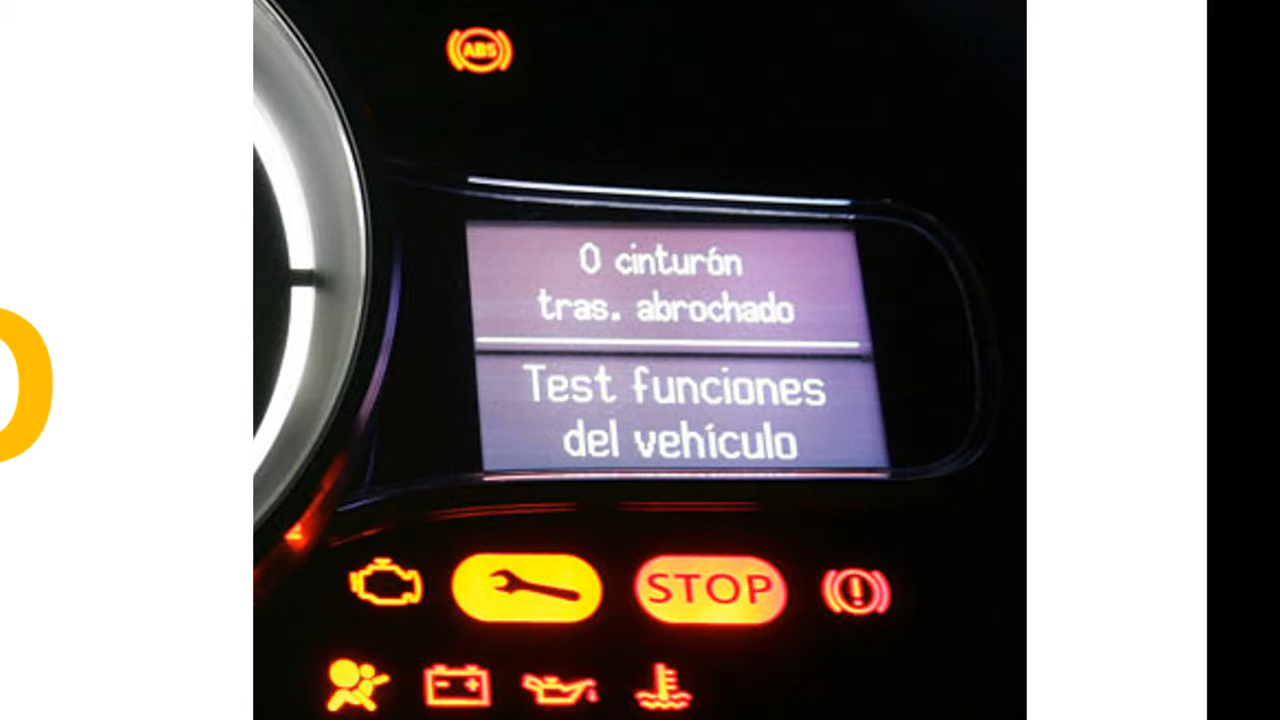 ABS
0 cinturón
tras. abrochado
Test funciones
del vehículo
STOP